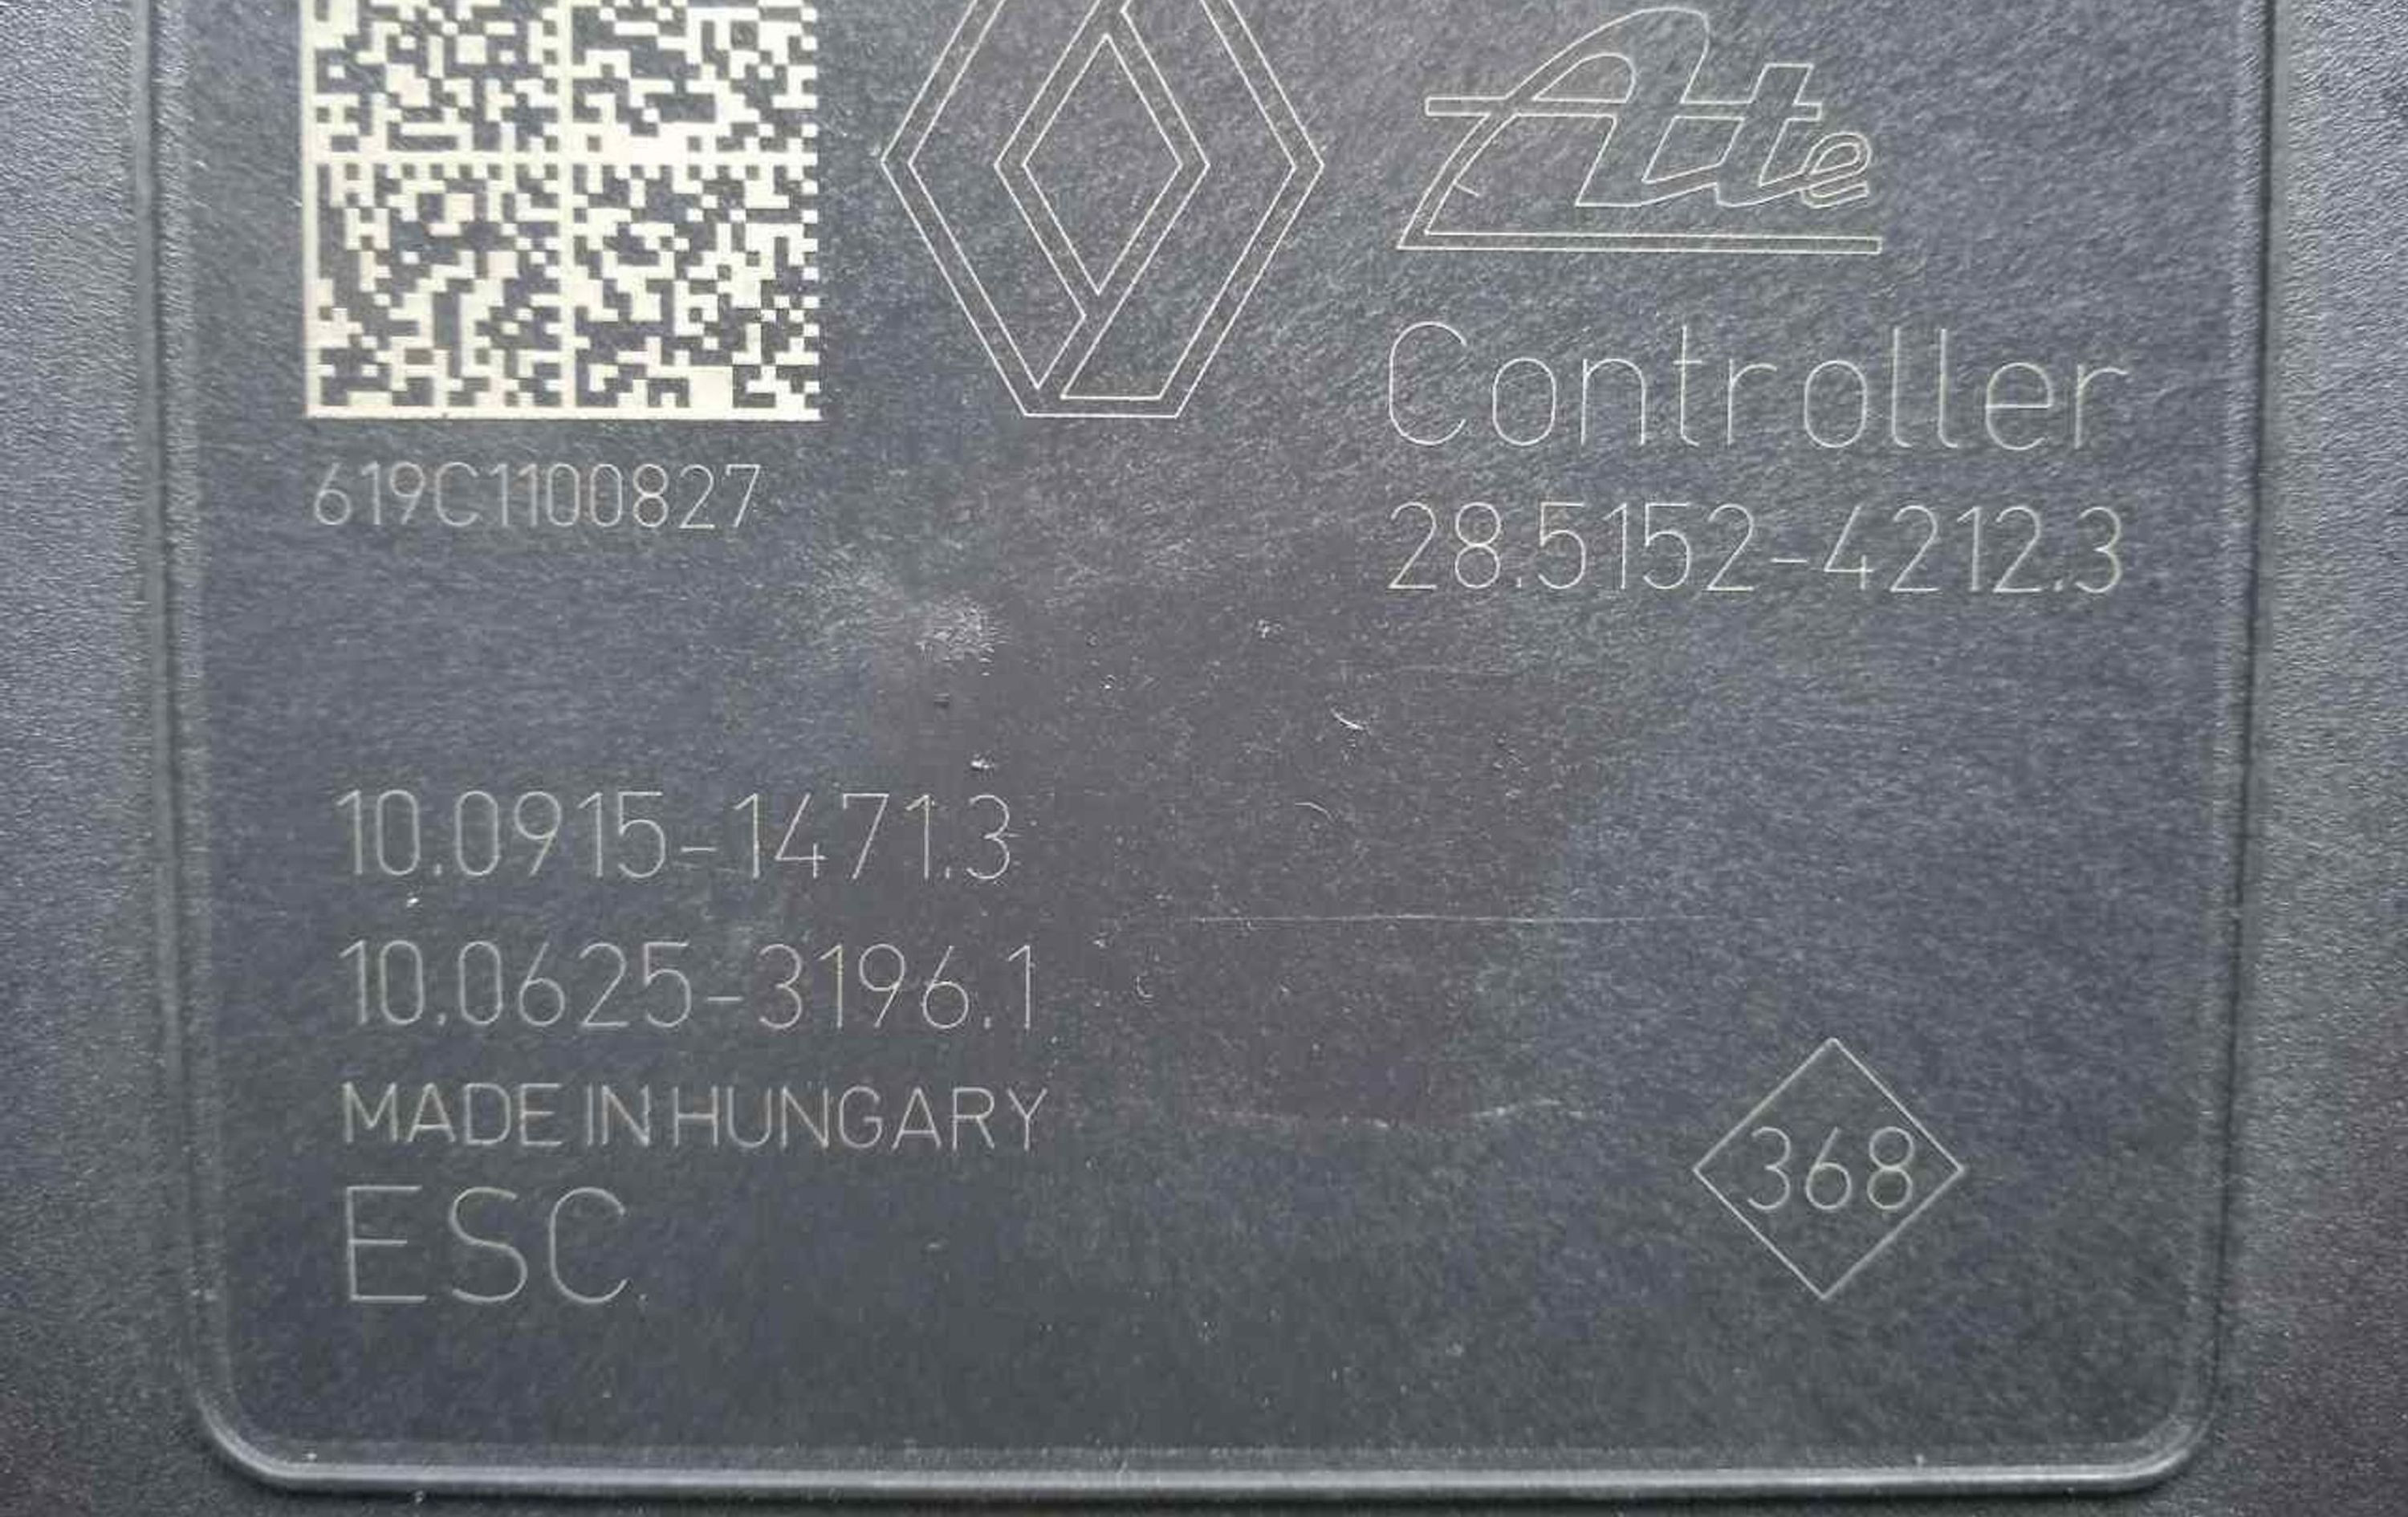 Ate
Controller
619C1100827
28.5152-4212.3
10.0915-1471.3
10.0625-3196.1
MADE IN HUNGARY
368
ESC